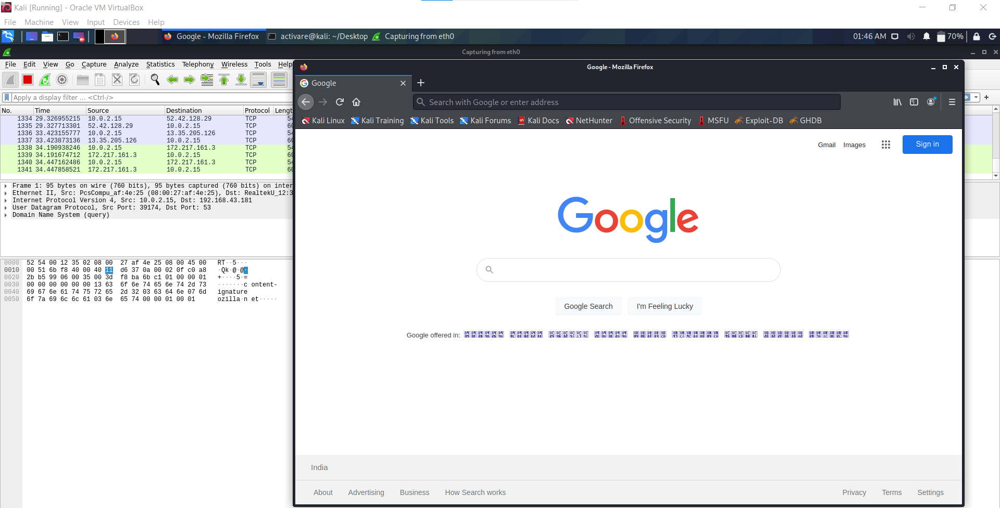 Kali [Running] - Oracle VM VirtualBox
File Machine View Input Devices Help
Google - Mozilla Firefox activare@kali: ~/Desktop Capturing from eth0 01:46 AM 70%
Capturing from eth0
File Edit View Go Capture Analyze Statistics Telephony Wireless Tools Help
Google - Mozilla Firefox
Google
Apply a display filter ... <Ctrl-/>
Search with Google or enter address
Kali Linux Kali Training Kali Tools Kali Forums Kali Docs NetHunter Offensive Security MSFU Exploit-DB GHDB
No. Time Source Destination Protocol Lengt
1334 29.326955215 10.0.2.15 52.42.128.29 TCP
1335 29.327713301 52.42.128.29 10.0.2.15 TCP
1336 33.423155777 10.0.2.15 13.35.205.126 TCP
1337 33.423873136 13.35.205.126 10.0.2.15 TCP
1338 34.190938246 10.0.2.15 172.217.161.3 TCP
1339 34.191674712 172.217.161.3 10.0.2.15 TCP
1340 34.447162486 10.0.2.15 172.217.161.3 TCP
1341 34.447858521 172.217.161.3 10.0.2.15 TCP
Frame 1: 95 bytes on wire (760 bits), 95 bytes captured (760 bits) on inter
Ethernet II, Src: PcsCompu_af:4e:25 (08:00:27:af:4e:25), Dst: RealtekU_12:3
Internet Protocol Version 4, Src: 10.0.2.15, Dst: 192.168.43.181
User Datagram Protocol, Src Port: 39174, Dst Port: 53
Domain Name System (query)
0000 52 54 00 12 35 02 08 00 27 af 4e 25 08 00 45 00 RT··5···
0010 00 51 6b f8 40 00 40 11 d6 37 0a 00 02 0f c0 a8 ·Qk·@·@·
0020 2b b5 99 06 00 35 00 3d f8 ba 6b c1 01 00 00 01 +····5·=
0030 00 00 00 00 00 00 13 63 6f 6e 74 65 6e 74 2d 73 ·······c ontent-
0040 69 67 6e 61 74 75 72 65 2d 32 03 63 64 6e 07 6d ignature
0050 6f 7a 69 6c 6c 61 03 6e 65 74 00 00 01 00 01 ozilla·n et·····
Gmail Images Sign in
Google
Google Search I'm Feeling Lucky
Google offered in:
India
About Advertising Business How Search works Privacy Terms Settings